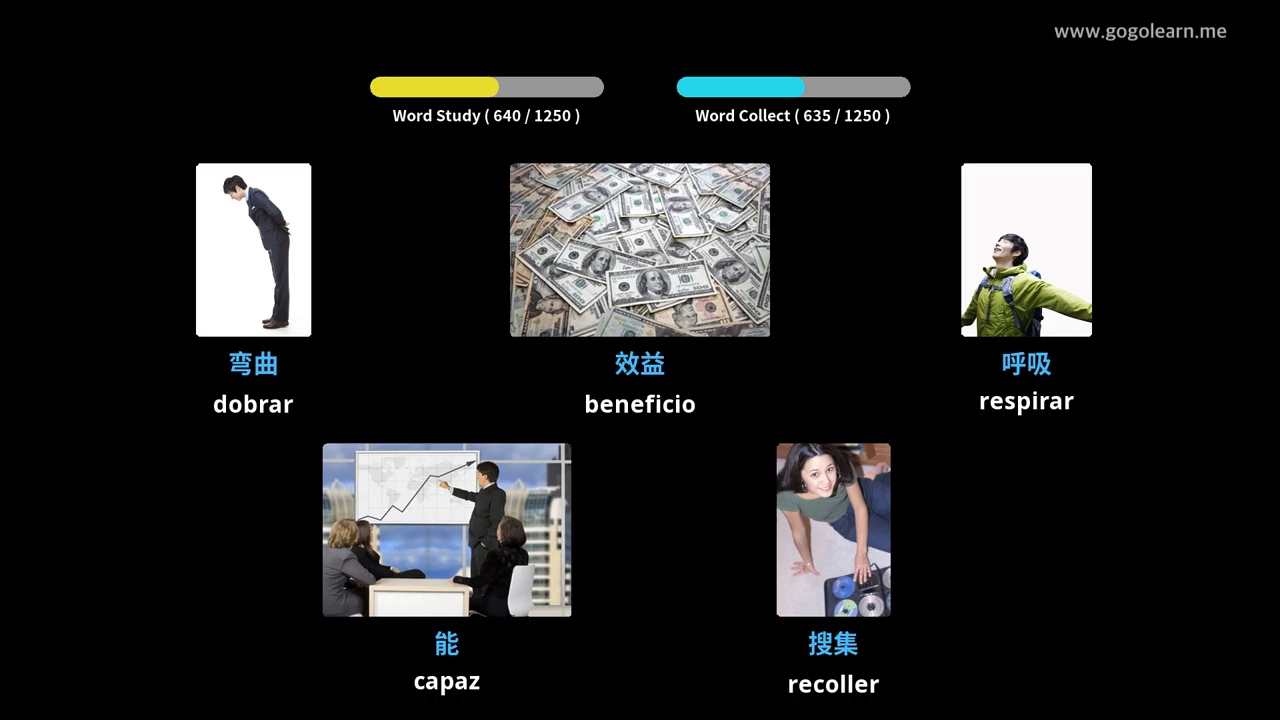 www.gogolearn.me
Word Study ( 640 / 1250 )
Word Collect ( 635 / 1250 )
弯曲
dobrar
效益
beneficio
呼吸
respirar
能
capaz
搜集
recoller